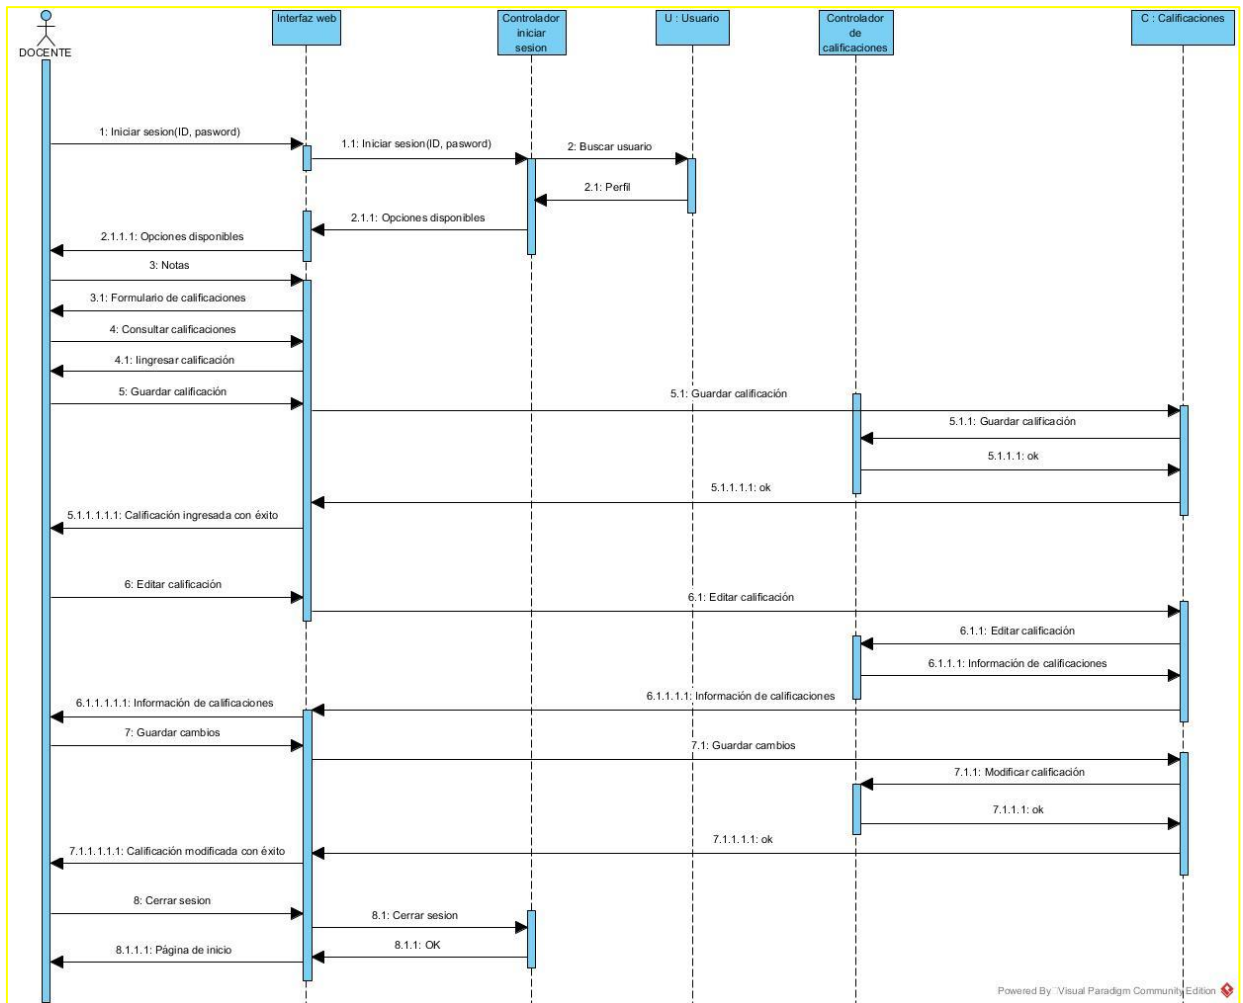 DOCENTE
Interfaz web
Controlador
iniciar
sesion
U : Usuario
Controlador
de
calificaciones
C : Calificaciones
1: Iniciar sesion(ID, pasword)
1.1: Iniciar sesion(ID, pasword)
2: Buscar usuario
2.1: Perfil
2.1.1: Opciones disponibles
2.1.1.1: Opciones disponibles
3: Notas
3.1: Formulario de calificaciones
4: Consultar calificaciones
4.1: Iingresar calificación
5: Guardar calificación
5.1: Guardar calificación
5.1.1: Guardar calificación
5.1.1.1: ok
5.1.1.1.1: ok
5.1.1.1.1.1: Calificación ingresada con éxito
6: Editar calificación
6.1: Editar calificación
6.1.1: Editar calificación
6.1.1.1: Información de calificaciones
6.1.1.1.1: Información de calificaciones
6.1.1.1.1.1: Información de calificaciones
7: Guardar cambios
7.1: Guardar cambios
7.1.1: Modificar calificación
7.1.1.1: ok
7.1.1.1.1: ok
7.1.1.1.1.1: Calificación modificada con éxito
8: Cerrar sesion
8.1: Cerrar sesion
8.1.1: OK
8.1.1.1: Página de inicio
Powered By Visual Paradigm Community Edition